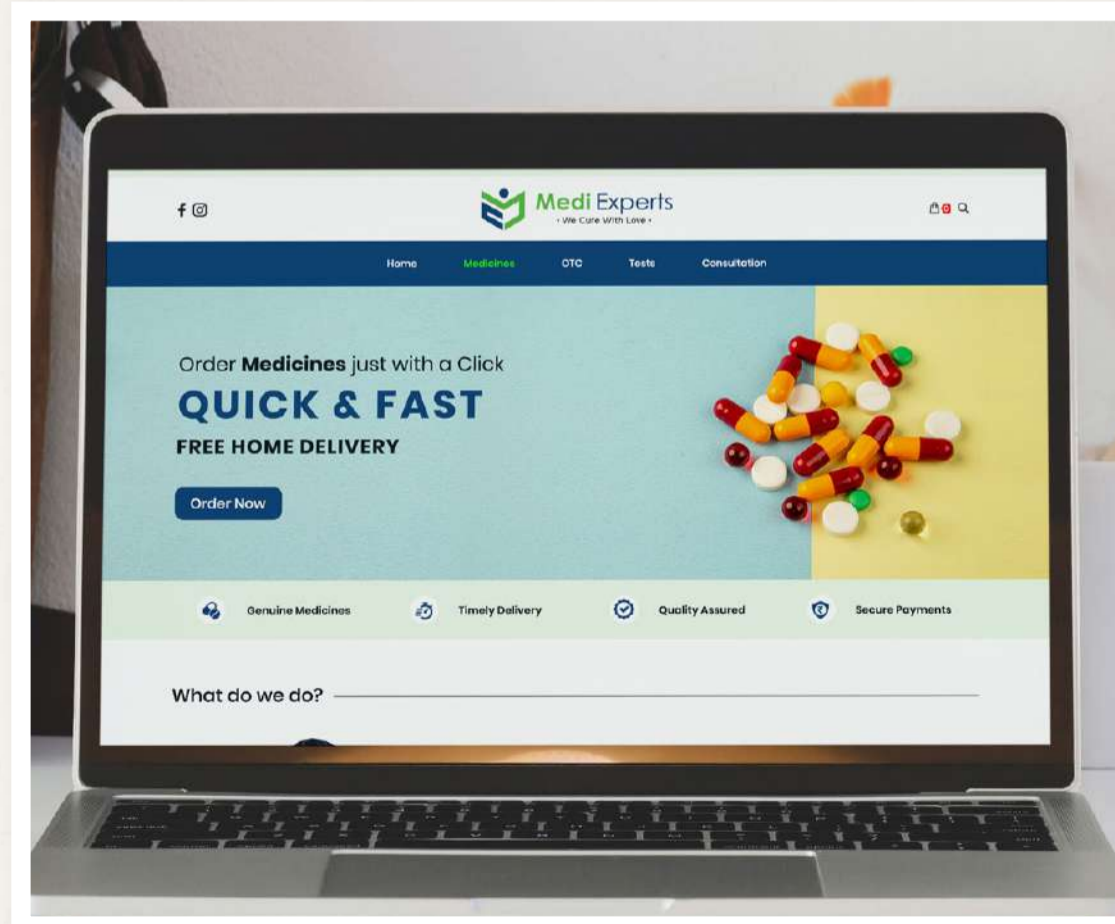 Medi Experts
• We Cure With Love •
0
Home Medicines OTC Tests Consultation
Order Medicines just with a Click
QUICK & FAST
FREE HOME DELIVERY
Order Now
Genuine Medicines Timely Delivery Quality Assured Secure Payments
What do we do?